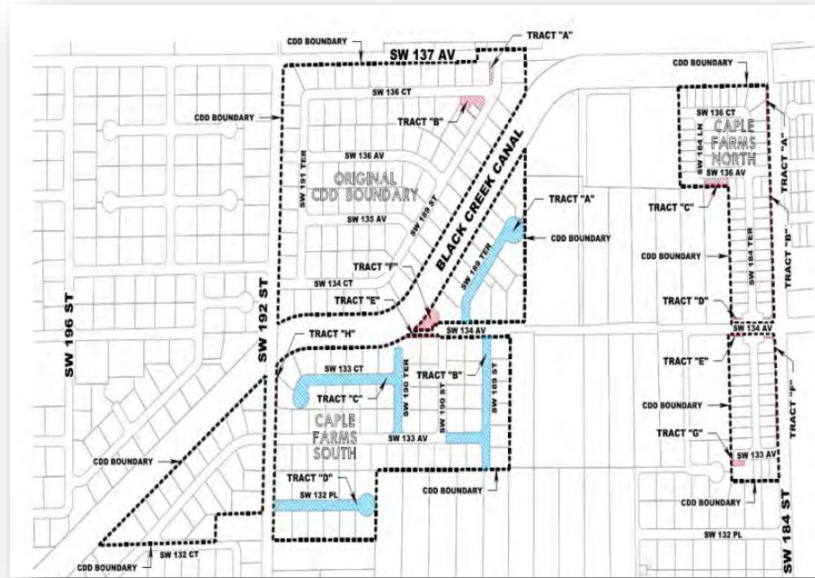 TRACT "A"
CDD BOUNDARY
SW 137 AV
CDD BOUNDARY
SW 136 CT
SW 136 CT
CDD BOUNDARY
TRACT "B"
SW 184 LN
CAPLE
FARMS
NORTH
TRACT "A"
SW 136 AV
SW 136 AV
SW 191 TER
ORIGINAL
CDD BOUNDARY
SW 189 ST
BLACK CREEK CANAL
TRACT "A"
TRACT "C"
SW 135 AV
SW 189 TER
CDD BOUNDARY
CDD BOUNDARY
SW 184 TER
TRACT "B"
TRACT "F"
SW 134 CT
TRACT "E"
TRACT "D"
SW 196 ST
SW 192 ST
TRACT "H"
SW 134 AV
SW 134 AV
TRACT "E"
SW 133 CT
SW 190 TER
TRACT "B"
SW 189 ST
TRACT "F"
TRACT "C"
SW 190 ST
CDD BOUNDARY
CAPLE
FARMS
SOUTH
SW 133 AV
TRACT "G"
SW 133 AV
CDD BOUNDARY
TRACT "D"
CDD BOUNDARY
SW 132 PL
CDD BOUNDARY
SW 184 ST
SW 132 PL
SW 132 CT
CDD BOUNDARY